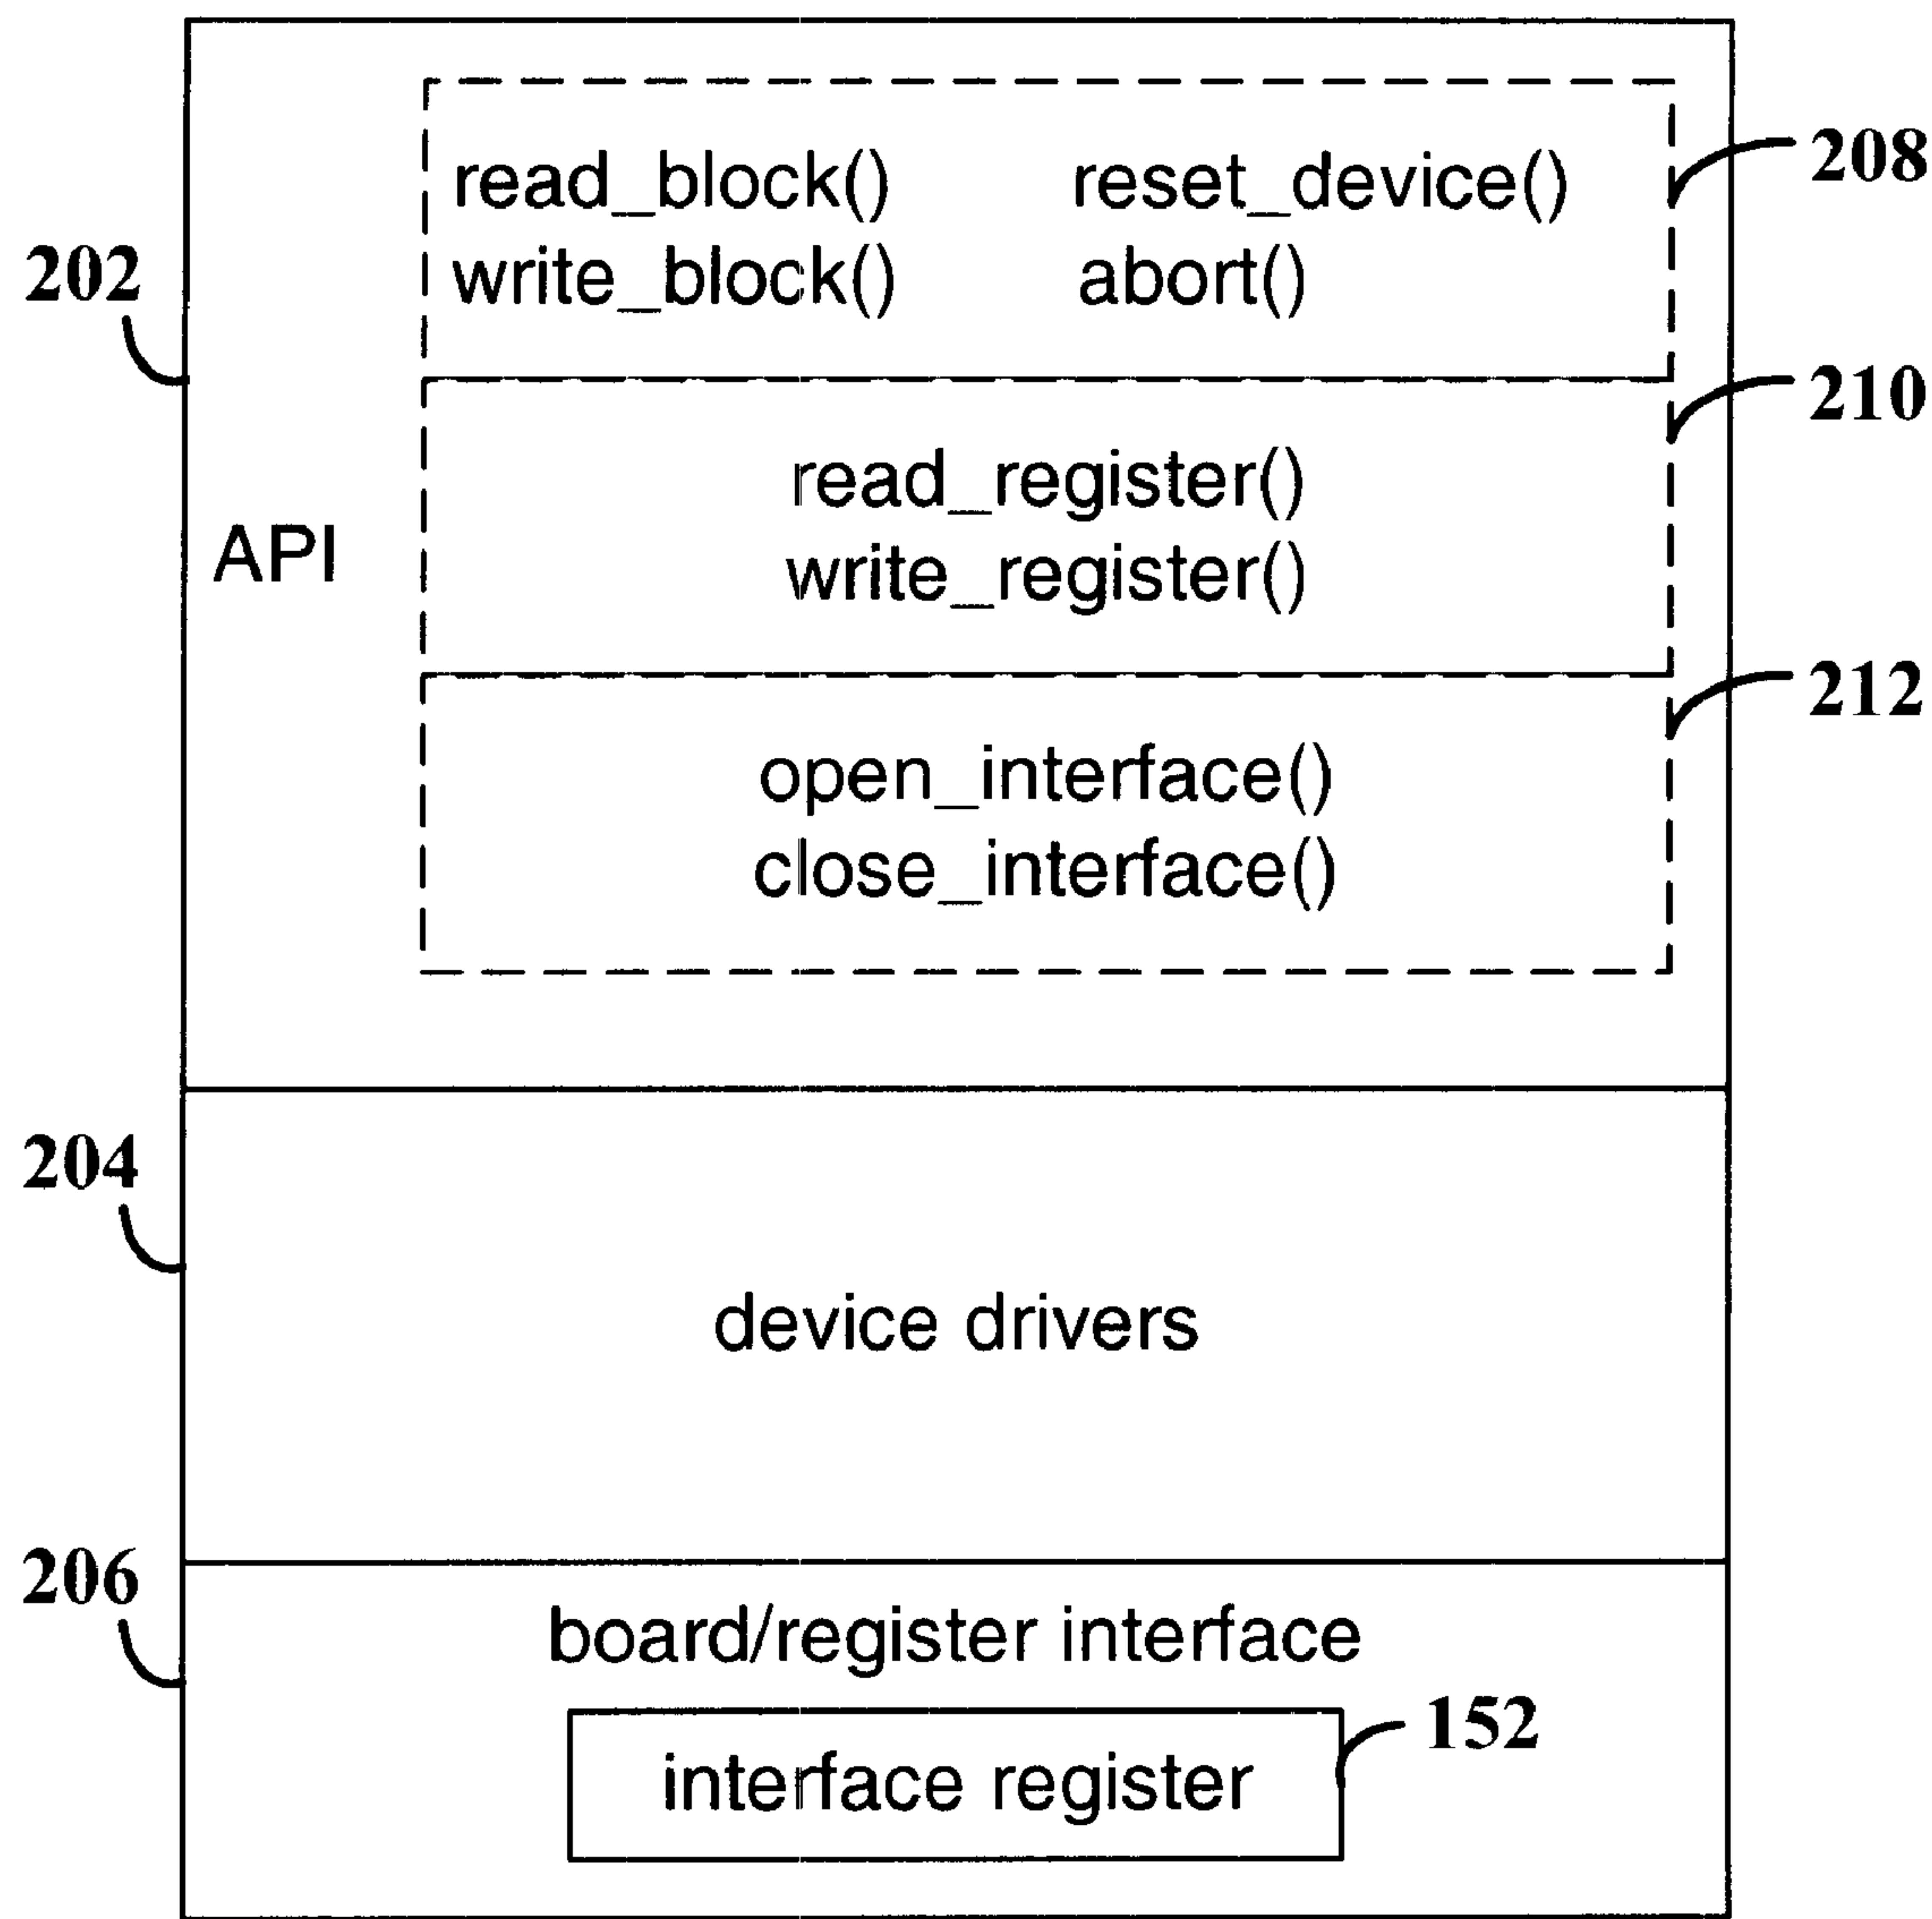 read_block() reset_device()
208
write_block() abort()
202
210
read_register()
API
write_register()
212
open_interface()
close_interface()
204
device drivers
206
board/register interface
152
interface register